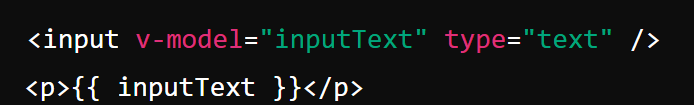 <input v-model="inputText" type="text" />
<p>{{ inputText }}</p>